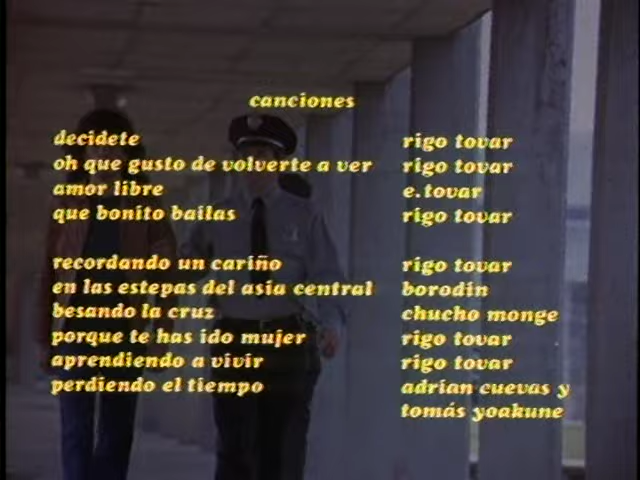 canciones
decidete rigo tovar
oh que gusto de volverte a ver rigo tovar
amor libre e.tovar
que bonito bailas rigo tovar
recordando un cariño rigo tovar
en las estepas del asia central borodin
besando la cruz chucho monge
porque te has ido mujer rigo tovar
aprendiendo a vivir rigo tovar
perdiendo el tiempo adrian cuevas y
tomás yoakune